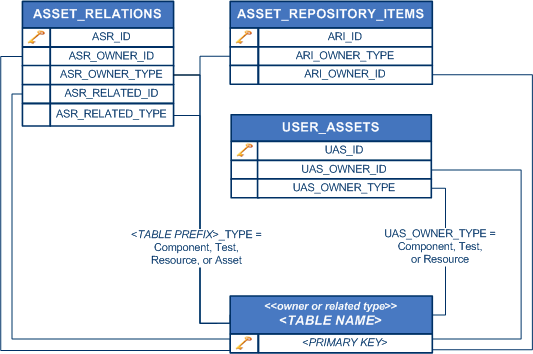 ASSET_RELATIONS
ASR_ID
ASR_OWNER_ID
ASR_OWNER_TYPE
ASR_RELATED_ID
ASR_RELATED_TYPE
ASSET_REPOSITORY_ITEMS
ARI_ID
ARI_OWNER_TYPE
ARI_OWNER_ID
USER_ASSETS
UAS_ID
UAS_OWNER_ID
UAS_OWNER_TYPE
<TABLE PREFIX>_TYPE =
Component, Test,
Resource, or Asset
UAS_OWNER_TYPE =
Component, Test,
or Resource
<<owner or related type>>
<TABLE NAME>
<PRIMARY KEY>